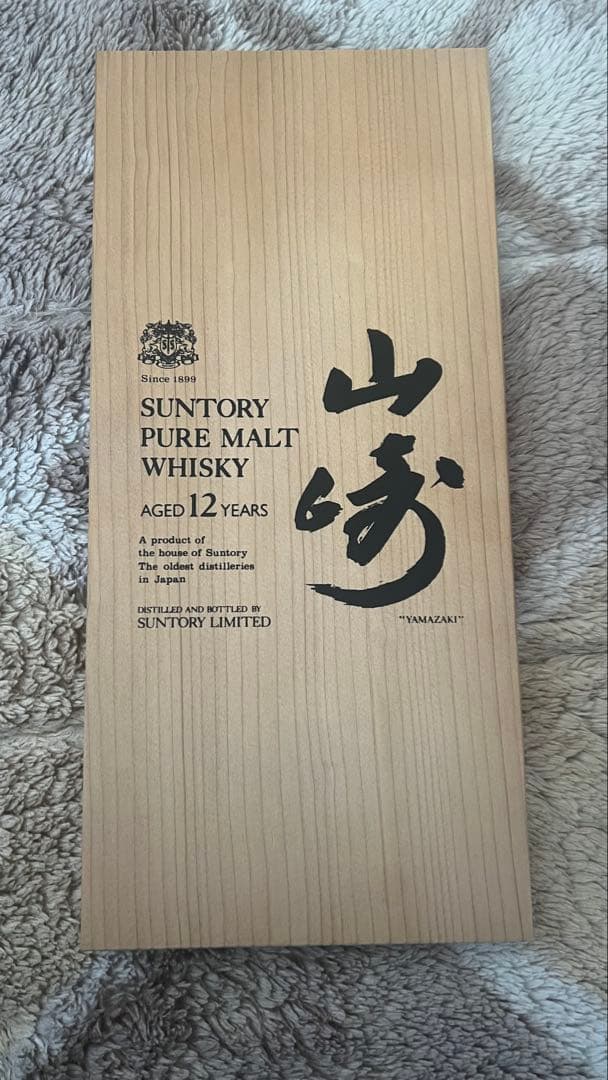 Since 1899
SUNTORY
PURE MALT
WHISKY
AGED 12 YEARS
A product of
the house of Suntory
The oldest distilleries
in Japan
DISTILLED AND BOTTLED BY
SUNTORY LIMITED
山崎
"YAMAZAKI"